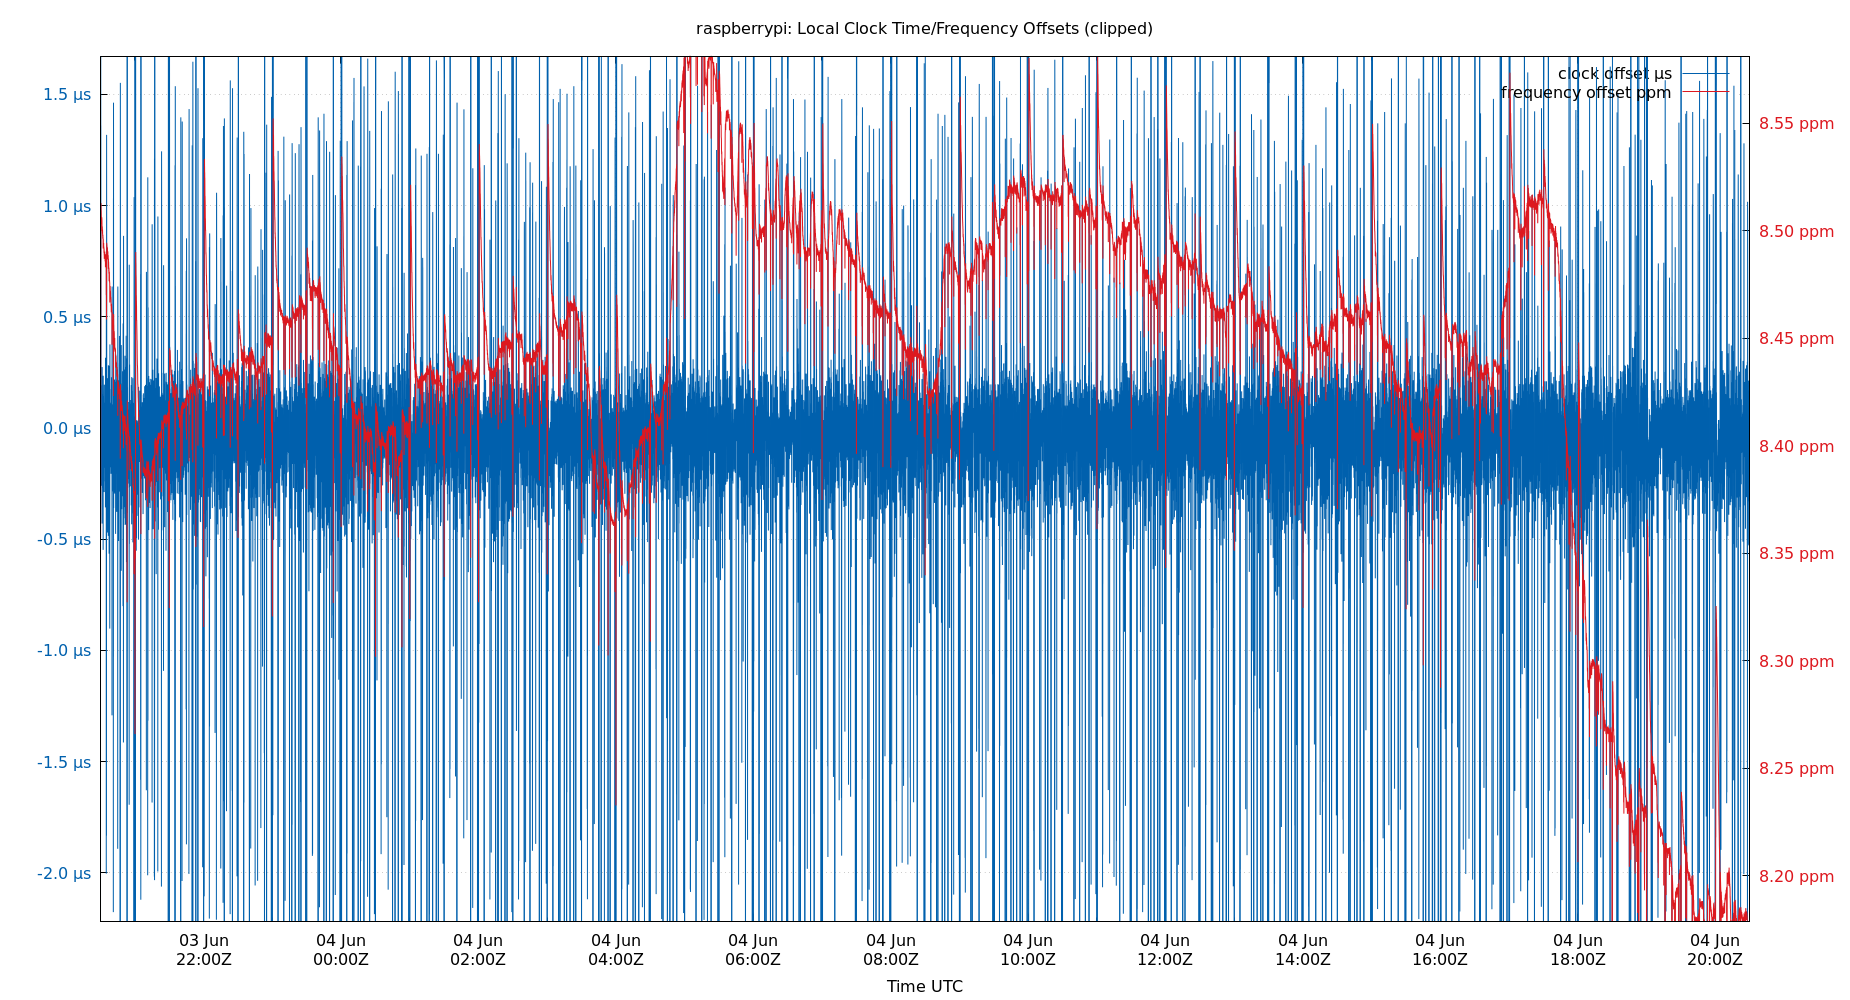 raspberrypi: Local Clock Time/Frequency Offsets (clipped)
clock offset µs
frequency offset ppm
1.5 µs
1.0 µs
0.5 µs
0.0 µs
-0.5 µs
-1.0 µs
-1.5 µs
-2.0 µs
8.55 ppm
8.50 ppm
8.45 ppm
8.40 ppm
8.35 ppm
8.30 ppm
8.25 ppm
8.20 ppm
03 Jun 04 Jun 04 Jun 04 Jun 04 Jun 04 Jun 04 Jun 04 Jun 04 Jun 04 Jun 04 Jun 04 Jun
22:00Z 00:00Z 02:00Z 04:00Z 06:00Z 08:00Z 10:00Z 12:00Z 14:00Z 16:00Z 18:00Z 20:00Z
Time UTC